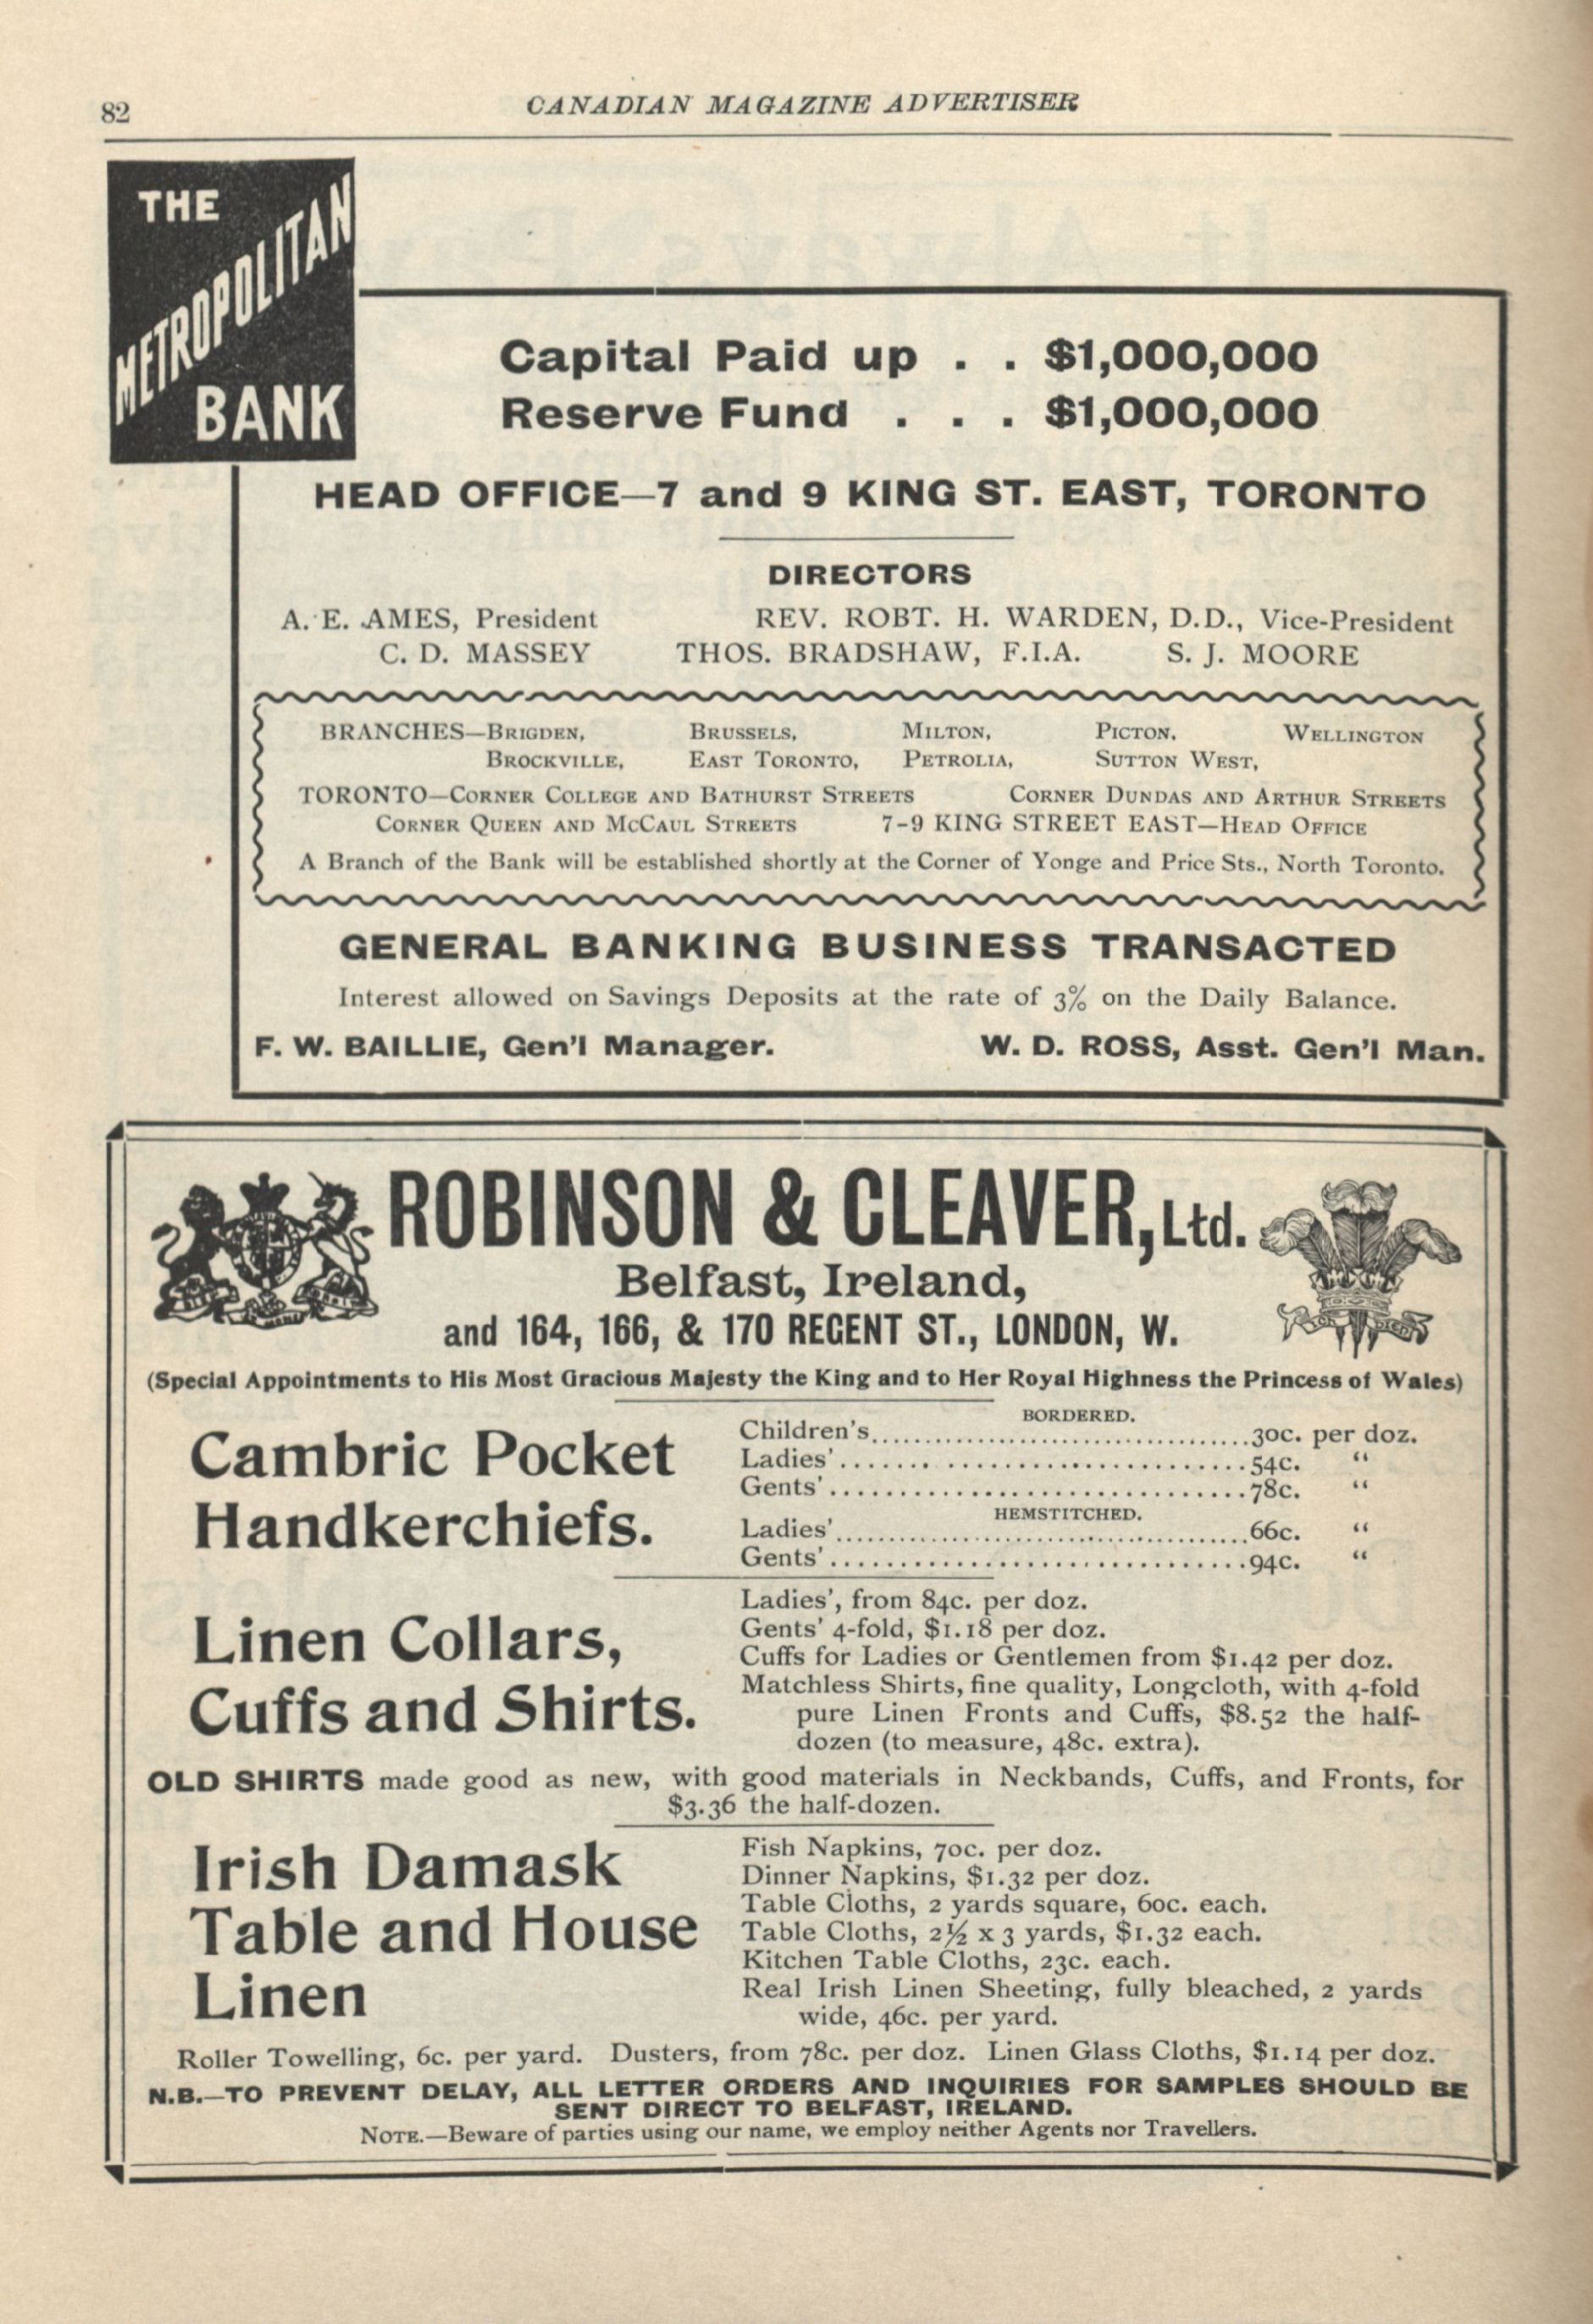 82
CANADIAN MAGAZINE ADVERTISER
THE
METROPOLITAN
BANK
Capital Paid up . . $1,000,000
Reserve Fund . . . $1,000,000
HEAD OFFICE—7 and 9 KING ST. EAST, TORONTO
DIRECTORS
A. E. AMES, President REV. ROBT. H. WARDEN, D.D., Vice-President
C. D. MASSEY THOS. BRADSHAW, F.I.A. S. J. MOORE
BRANCHES—BRIGDEN, BRUSSELS, MILTON, PICTON, WELLINGTON
BROCKVILLE, EAST TORONTO, PETROLIA, SUTTON WEST,
TORONTO—CORNER COLLEGE AND BATHURST STREETS CORNER DUNDAS AND ARTHUR STREETS
CORNER QUEEN AND MCCAUL STREETS 7-9 KING STREET EAST—HEAD OFFICE
A Branch of the Bank will be established shortly at the Corner of Yonge and Price Sts., North Toronto.
GENERAL BANKING BUSINESS TRANSACTED
Interest allowed on Savings Deposits at the rate of 3% on the Daily Balance.
F. W. BAILLIE, Gen'l Manager. W. D. ROSS, Asst. Gen'l Man.
ROBINSON & CLEAVER, Ltd.
Belfast, Ireland,
and 164, 166, & 170 REGENT ST., LONDON, W.
(Special Appointments to His Most Gracious Majesty the King and to Her Royal Highness the Princess of Wales)
Cambric Pocket
Handkerchiefs.
BORDERED.
Children's....................................30c. per doz.
Ladies'.......................................54c. "
Gents'........................................78c. "
HEMSTITCHED.
Ladies'.......................................66c. "
Gents'........................................94c. "
Linen Collars,
Cuffs and Shirts.
Ladies', from 84c. per doz.
Gents' 4-fold, $1.18 per doz.
Cuffs for Ladies or Gentlemen from $1.42 per doz.
Matchless Shirts, fine quality, Longcloth, with 4-fold
pure Linen Fronts and Cuffs, $8.52 the half-
dozen (to measure, 48c. extra).
OLD SHIRTS made good as new, with good materials in Neckbands, Cuffs, and Fronts, for
$3.36 the half-dozen.
Irish Damask
Table and House
Linen
Fish Napkins, 70c. per doz.
Dinner Napkins, $1.32 per doz.
Table Cloths, 2 yards square, 60c. each.
Table Cloths, 2½ x 3 yards, $1.32 each.
Kitchen Table Cloths, 23c. each.
Real Irish Linen Sheeting, fully bleached, 2 yards
wide, 46c. per yard.
Roller Towelling, 6c. per yard. Dusters, from 78c. per doz. Linen Glass Cloths, $1.14 per doz.
N.B.—TO PREVENT DELAY, ALL LETTER ORDERS AND INQUIRIES FOR SAMPLES SHOULD BE
SENT DIRECT TO BELFAST, IRELAND.
NOTE.—Beware of parties using our name, we employ neither Agents nor Travellers.